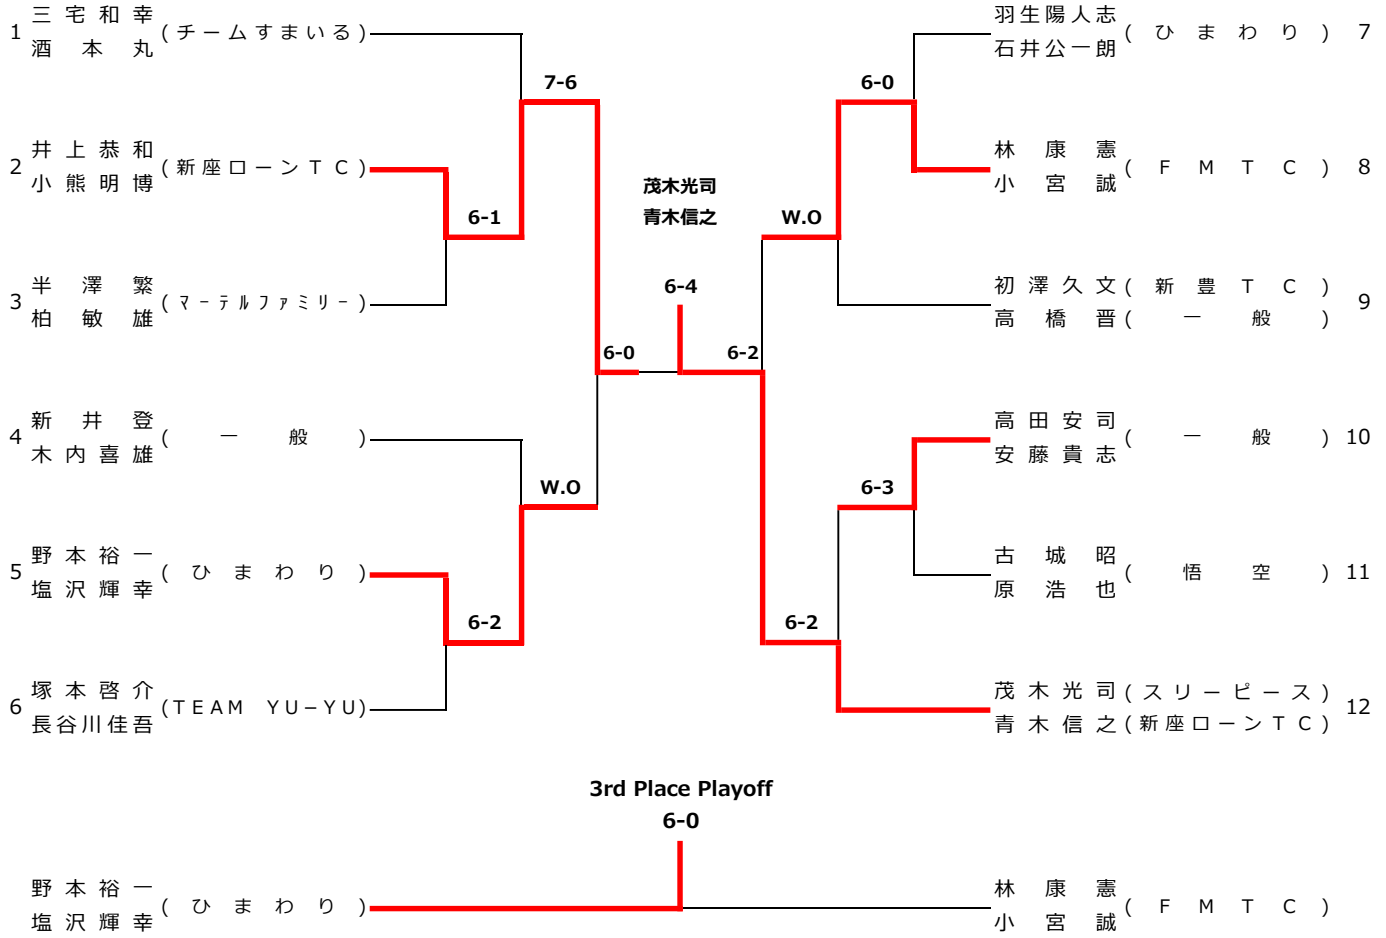 1 三宅和幸 (チームすまいる)
酒本丸
7-6
2 井上恭和 (新座ローンTC)
小熊明博
6-1
3 半澤繁 (マーテルファミリー)
柏敏雄
6-0
4 新井登 (一般)
木内喜雄
W.O
5 野本裕一 (ひまわり)
塩沢輝幸
6-2
6 塚本啓介 (TEAM YU−YU)
長谷川佳吾
茂木光司
青木信之
6-4
羽生陽人志 (ひまわり) 7
石井公一朗
6-0
林康憲 (FMTC) 8
小宮誠
W.O
初澤久文 (新豊TC) 9
高橋晋 (一般)
6-2
高田安司 (一般) 10
安藤貴志
6-3
古城昭 (悟空) 11
原浩也
6-2
茂木光司 (スリーピース) 12
青木信之 (新座ローンTC)
3rd Place Playoff
6-0
野本裕一 (ひまわり)
塩沢輝幸
林康憲 (FMTC)
小宮誠